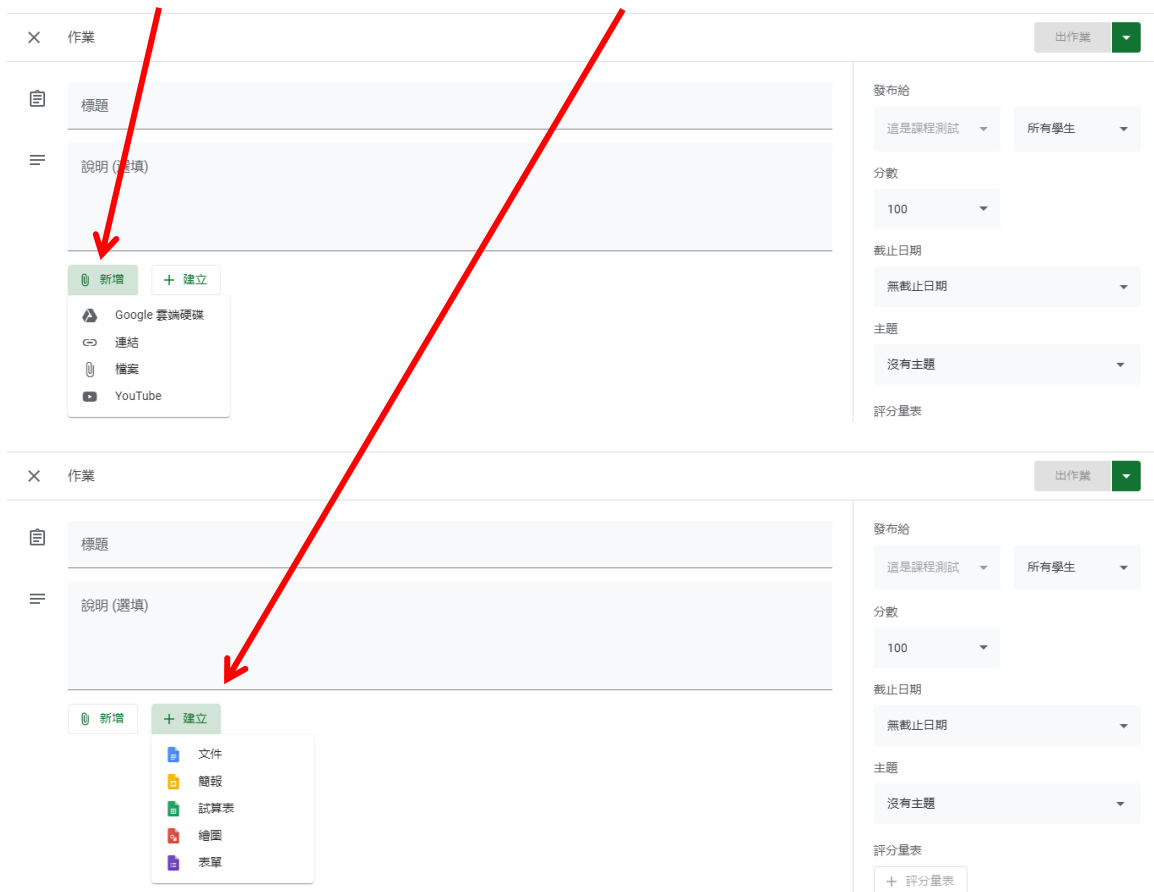 作業
出作業
標題
說明 (選填)
新增
建立
Google 雲端硬碟
連結
檔案
YouTube
發布給
這是課程測試
所有學生
分數
100
截止日期
無截止日期
主題
沒有主題
評分量表
作業
出作業
標題
說明 (選填)
新增
+ 建立
文件
簡報
試算表
繪圖
表單
發布給
這是課程測試
所有學生
分數
100
截止日期
無截止日期
主題
沒有主題
評分量表
+ 評分量表